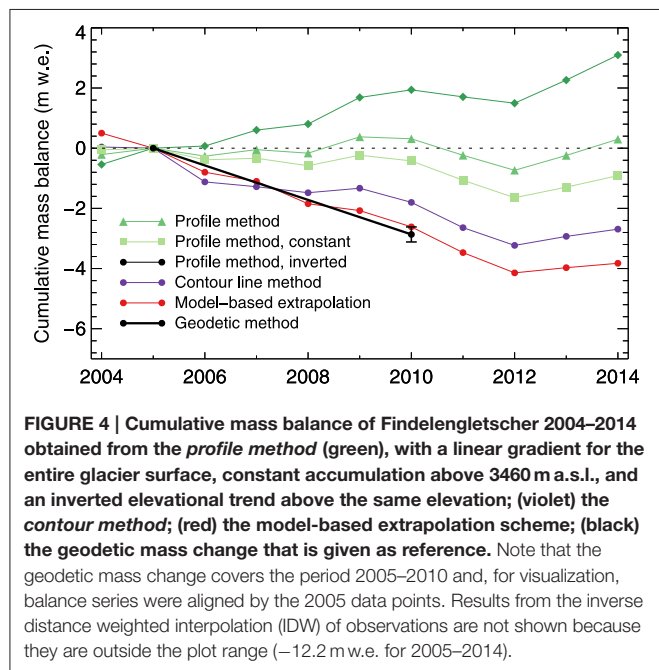 4
2
0
−2
−4
−6
Cumulative mass balance (m w.e.)
Profile method
Profile method, constant
Profile method, inverted
Contour line method
Model−based extrapolation
Geodetic method
2004 2006 2008 2010 2012 2014
FIGURE 4 | Cumulative mass balance of Findelengletscher 2004–2014
obtained from the profile method (green), with a linear gradient for the
entire glacier surface, constant accumulation above 3460 m a.s.l., and
an inverted elevational trend above the same elevation; (violet) the
contour method; (red) the model-based extrapolation scheme; (black)
the geodetic mass change that is given as reference. Note that the
geodetic mass change covers the period 2005–2010 and, for visualization,
balance series were aligned by the 2005 data points. Results from the inverse
distance weighted interpolation (IDW) of observations are not shown because
they are outside the plot range (−12.2 m w.e. for 2005–2014).